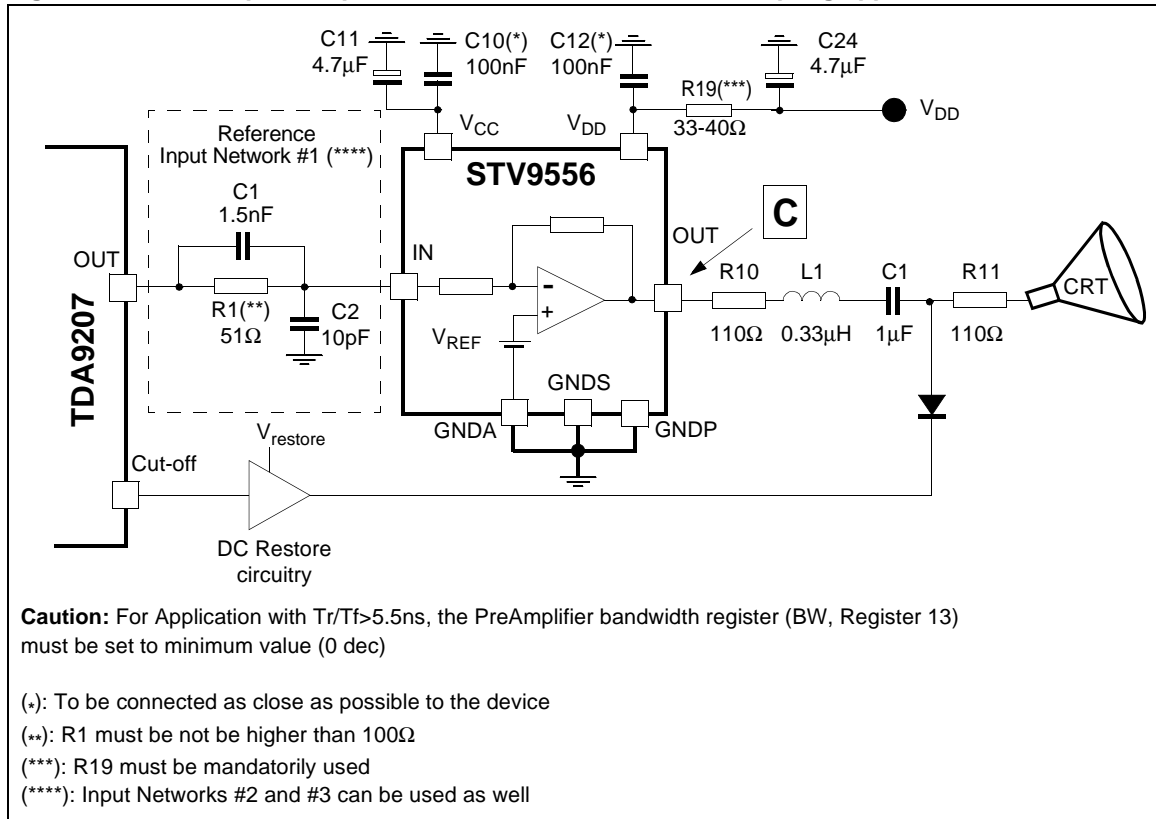 C11
4.7µF
C10(*)
100nF
C12(*)
100nF
C24
4.7µF
R19(***)
33-40Ω
VDD
VCC
VDD
Reference
Input Network #1 (****)
STV9556
C
C1
1.5nF
OUT
IN
OUT
R10
L1
C1
R11
CRT
R1(**)
51Ω
C2
10pF
VREF
110Ω
0.33µH
1µF
110Ω
TDA9207
GNDS
GNDA
GNDP
Vrestore
Cut-off
DC Restore
circuitry
Caution: For Application with Tr/Tf>5.5ns, the PreAmplifier bandwidth register (BW, Register 13)
must be set to minimum value (0 dec)
(*): To be connected as close as possible to the device
(**): R1 must be not be higher than 100Ω
(***): R19 must be mandatorily used
(****): Input Networks #2 and #3 can be used as well